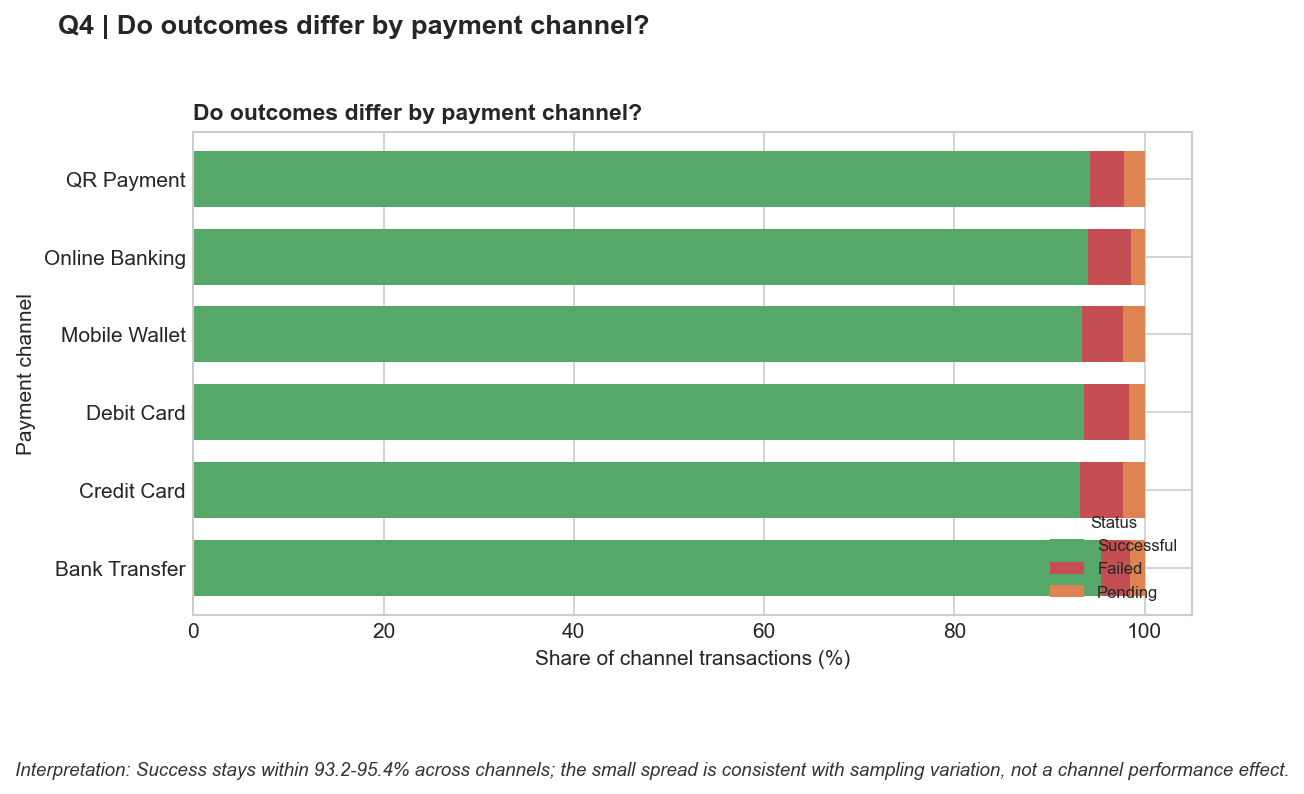 Q4 | Do outcomes differ by payment channel?
Do outcomes differ by payment channel?
Payment channel
QR Payment
Online Banking
Mobile Wallet
Debit Card
Credit Card
Bank Transfer
Status
Successful
Failed
Pending
0 20 40 60 80 100
Share of channel transactions (%)
Interpretation: Success stays within 93.2-95.4% across channels; the small spread is consistent with sampling variation, not a channel performance effect.